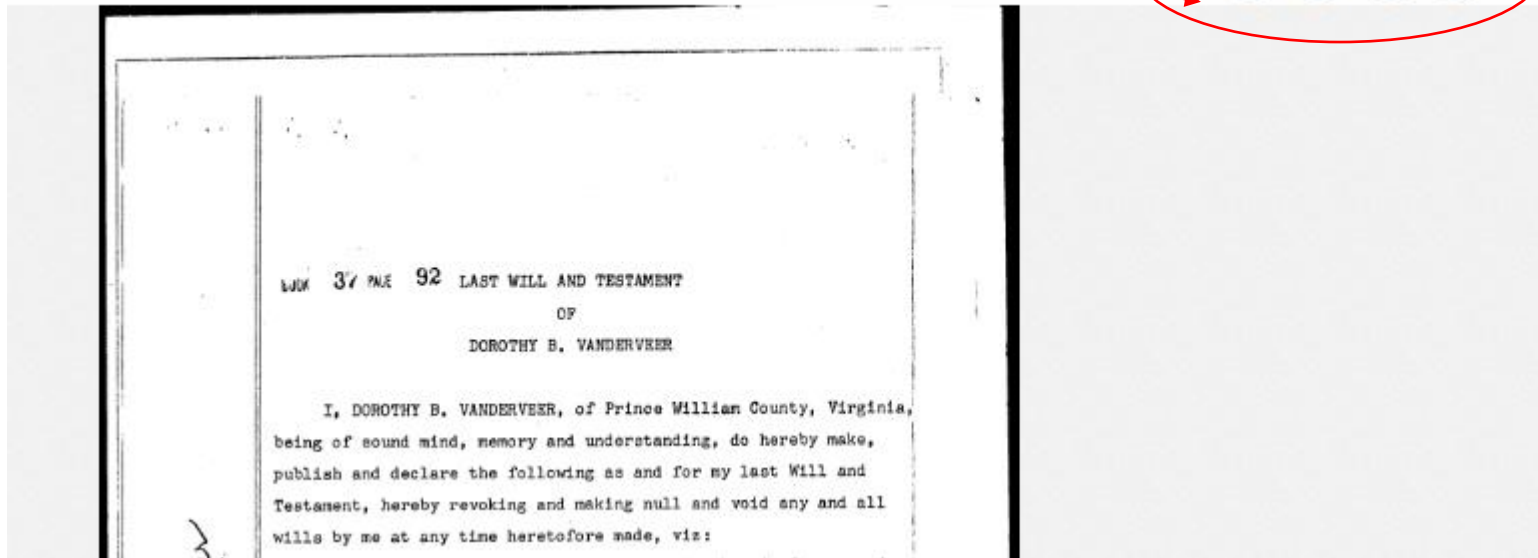 BOOK 37 PAGE 92 LAST WILL AND TESTAMENT
OF
DOROTHY B. VANDERVEER
I, DOROTHY B. VANDERVEER, of Prince William County, Virginia,
being of sound mind, memory and understanding, do hereby make,
publish and declare the following as and for my last Will and
Testament, hereby revoking and making null and void any and all
wills by me at any time heretofore made, viz: